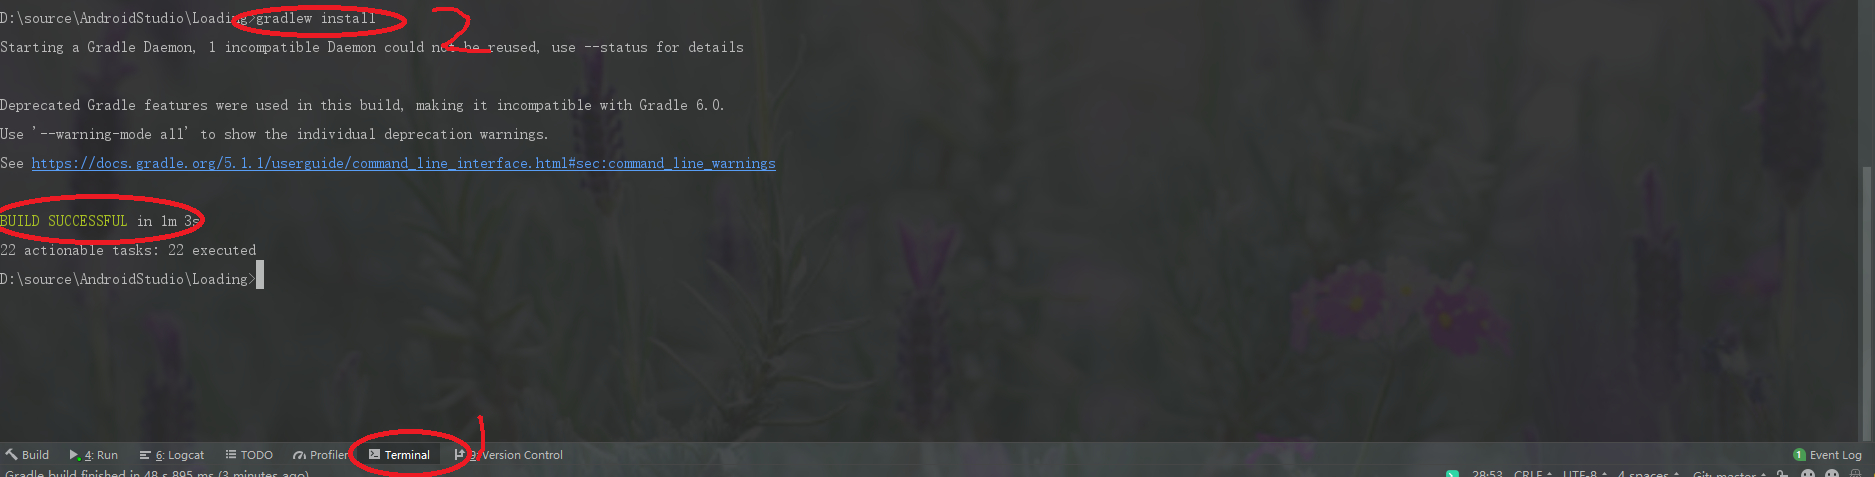 D:\source\AndroidStudio\Loading>gradlew install
2
Starting a Gradle Daemon, 1 incompatible Daemon could not be reused, use --status for details
Deprecated Gradle features were used in this build, making it incompatible with Gradle 6.0.
Use '--warning-mode all' to show the individual deprecation warnings.
See https://docs.gradle.org/5.1.1/userguide/command_line_interface.html#sec:command_line_warnings
BUILD SUCCESSFUL in 1m 3s
22 actionable tasks: 22 executed
D:\source\AndroidStudio\Loading>
1
Build 4: Run 6: Logcat TODO Profiler Terminal 9: Version Control 1 Event Log
Gradle build finished in 48 s 895 ms (3 minutes ago) 28:53 CRLF UTF-8 4 spaces Git: master